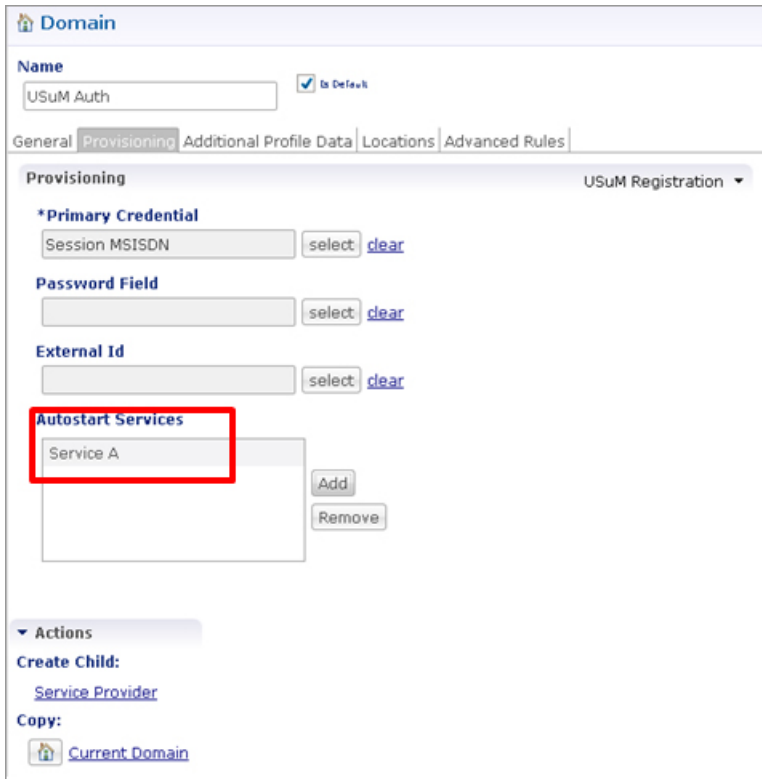 Domain
Name
USuM Auth
Is Default
General Provisioning Additional Profile Data Locations Advanced Rules
Provisioning
USuM Registration
*Primary Credential
Session MSISDN select clear
Password Field
select clear
External Id
select clear
Autostart Services
Service A
Add
Remove
Actions
Create Child:
Service Provider
Copy:
Current Domain